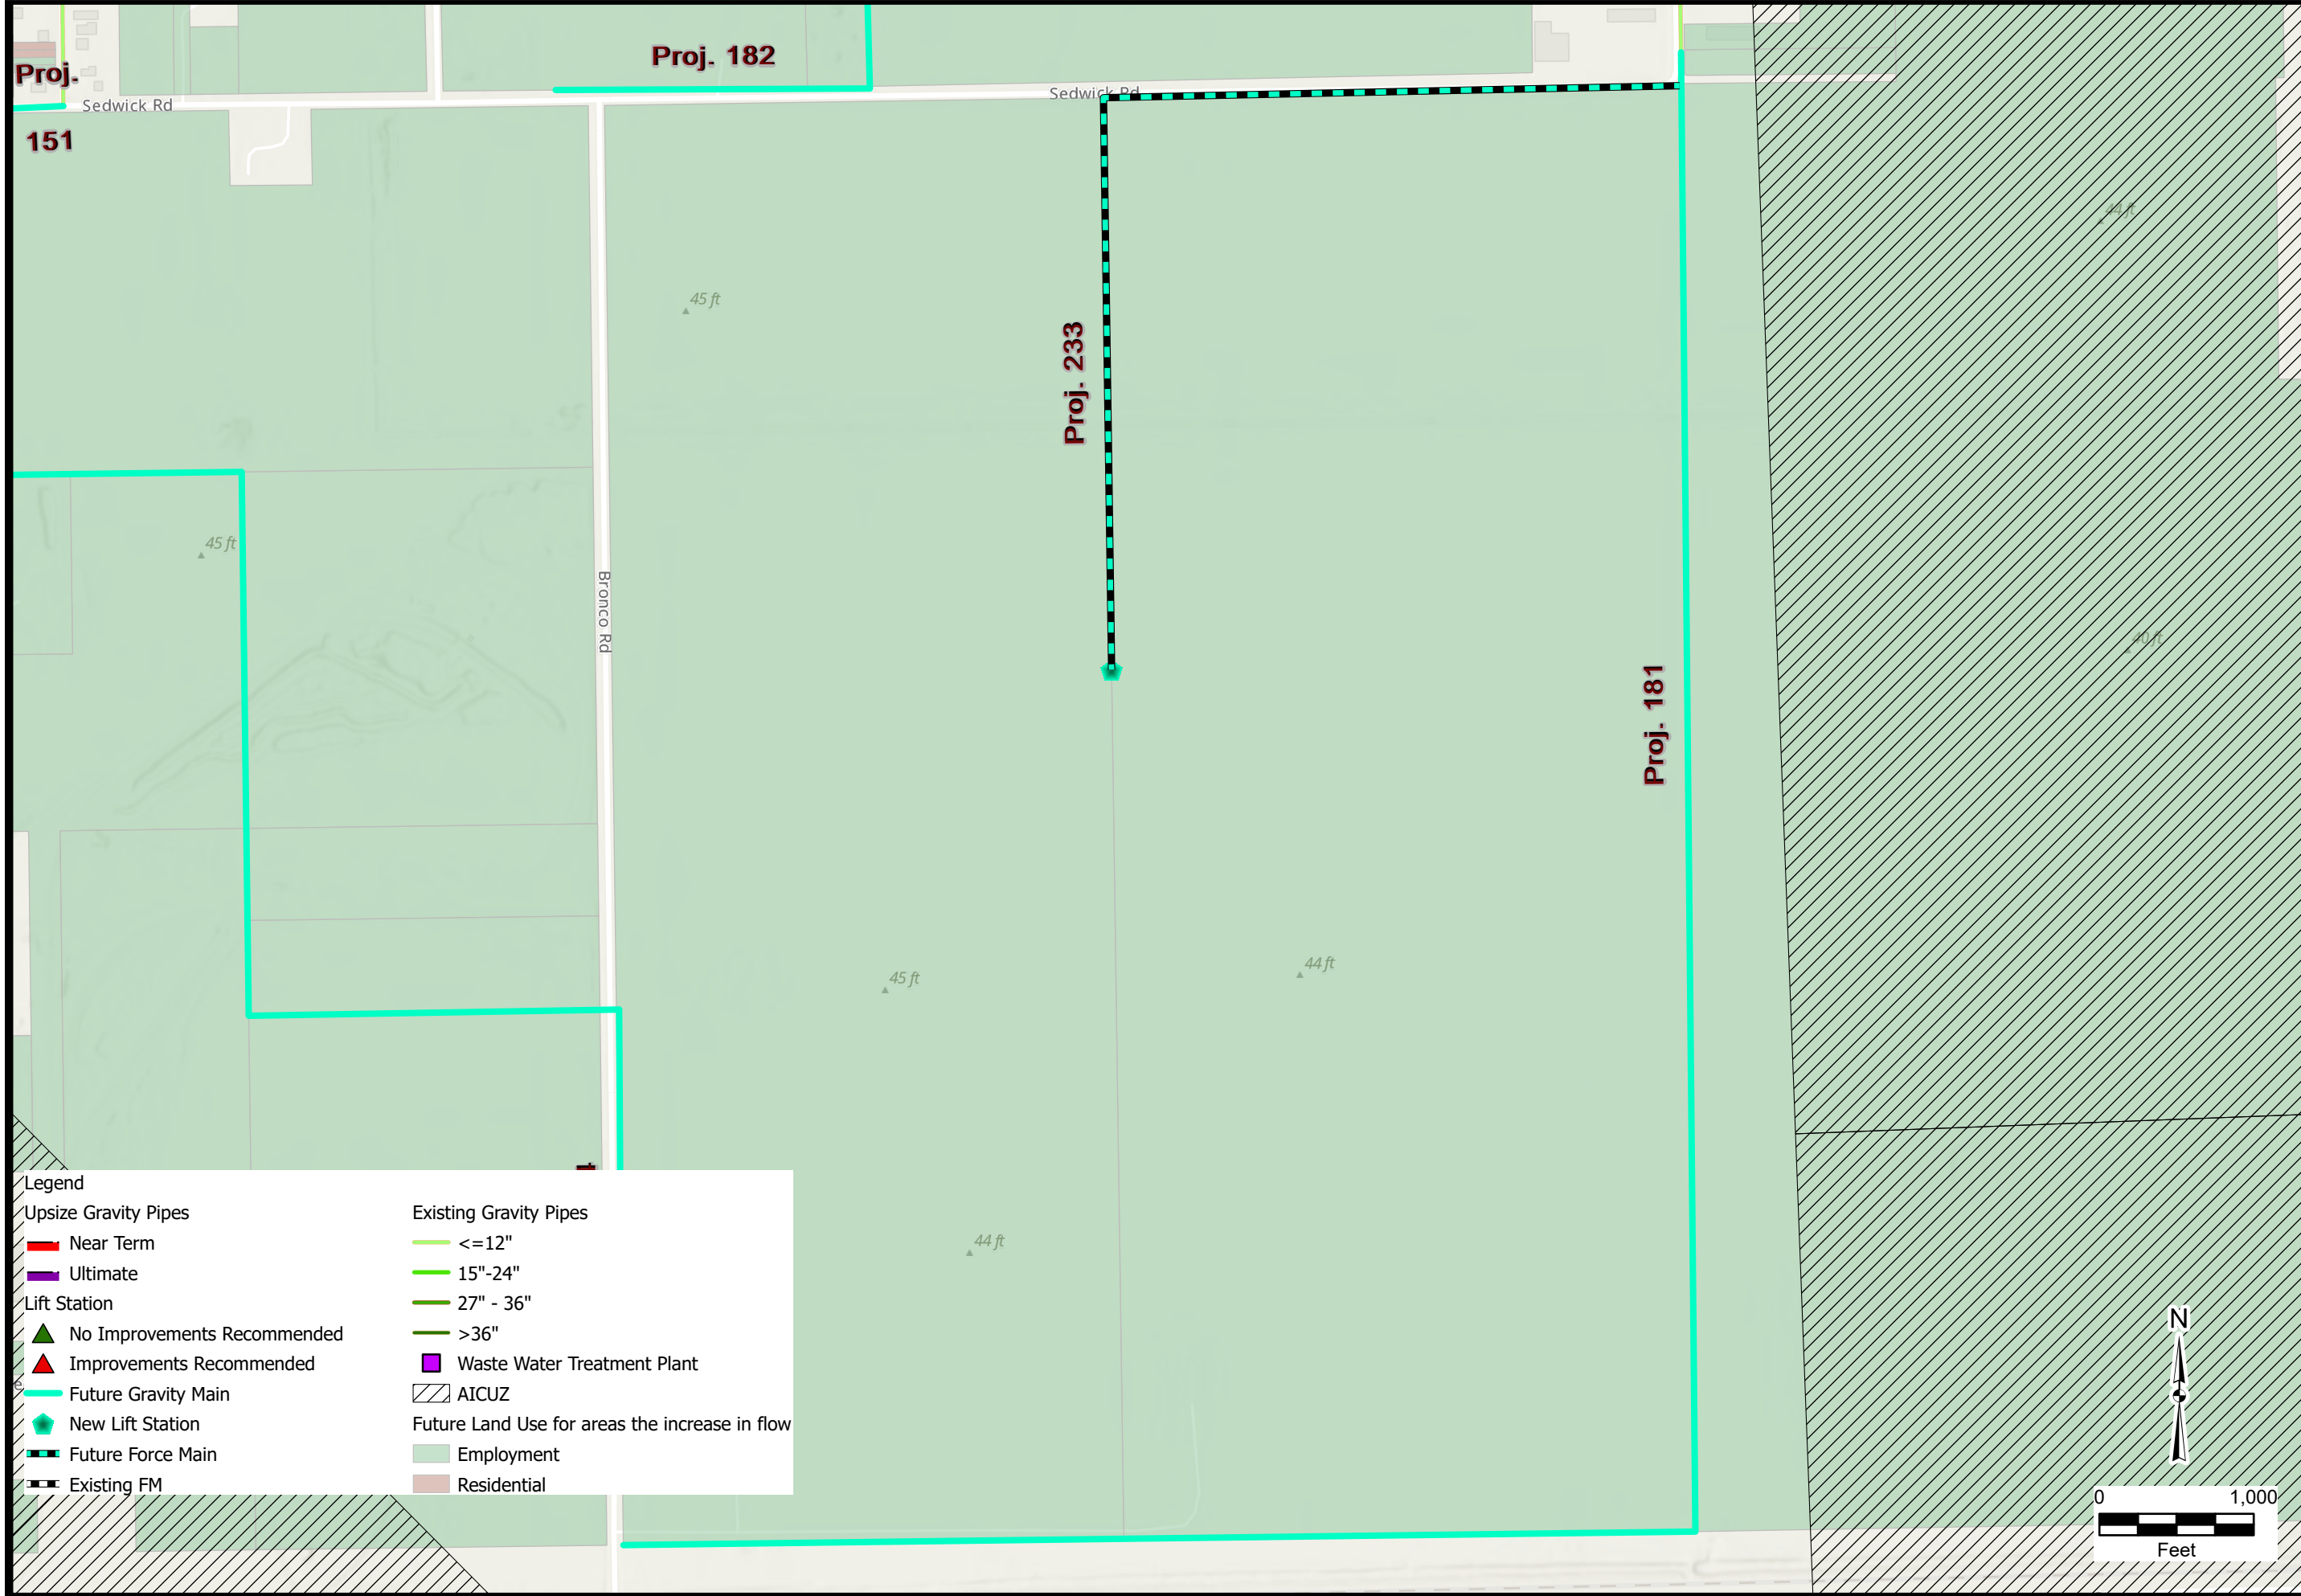 Proj. 182
Proj.
Sedwick Rd
Sedwick Rd
151
44 ft
45 ft
Proj. 233
45 ft
Bronco Rd
40 ft
Proj. 181
45 ft
44 ft
44 ft
Legend
Upsize Gravity Pipes
Near Term
Ultimate
Lift Station
No Improvements Recommended
Improvements Recommended
Future Gravity Main
New Lift Station
Future Force Main
Existing FM
Existing Gravity Pipes
<=12"
15"-24"
27" - 36"
>36"
Waste Water Treatment Plant
AICUZ
Future Land Use for areas the increase in flow
Employment
Residential
N
0 1,000
Feet